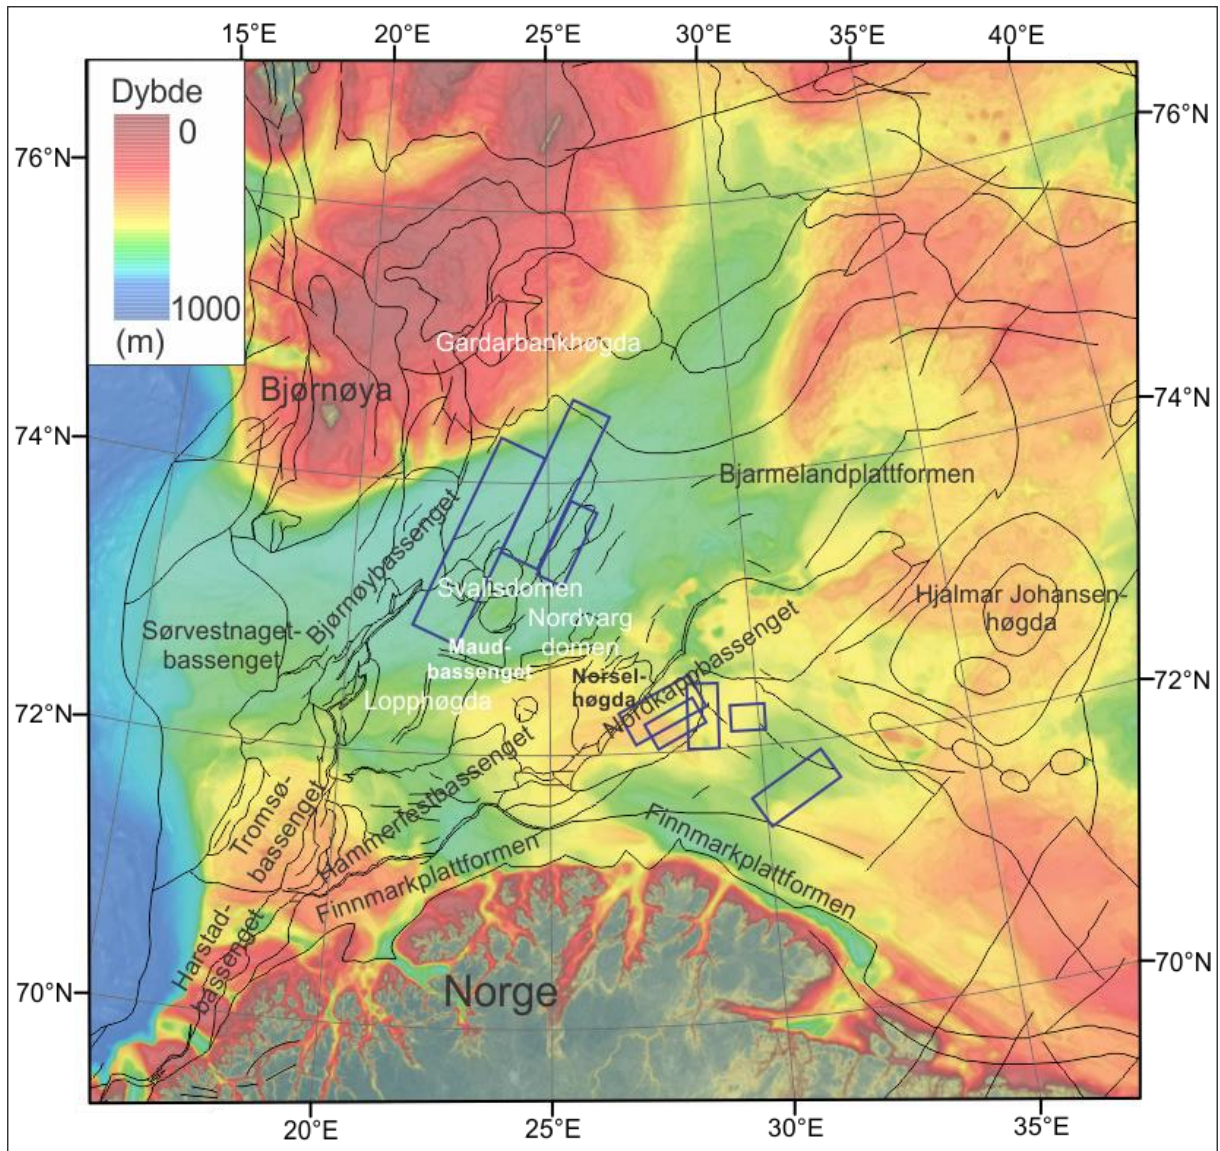 15°E
20°E
25°E
30°E
35°E
40°E
Dybde
0
1000
(m)
76°N
76°N
Gardarbankhøgda
Bjørnøya
74°N
74°N
Bjarmelandplattformen
Bjørnøybassenget
Svalisdomen
Hjalmar Johansen-
høgda
Sørvestnaget-
bassenget
Nordvarg
domen
Maud-
bassenget
Norsel-
høgda
Nordkappbassenget
Lopphøgda
72°N
72°N
Tromsø-
bassenget
Hammerfestbassenget
Finnmarkplattformen
Finnmarkplattformen
Harstad-
bassenget
Norge
70°N
70°N
20°E
25°E
30°E
35°E